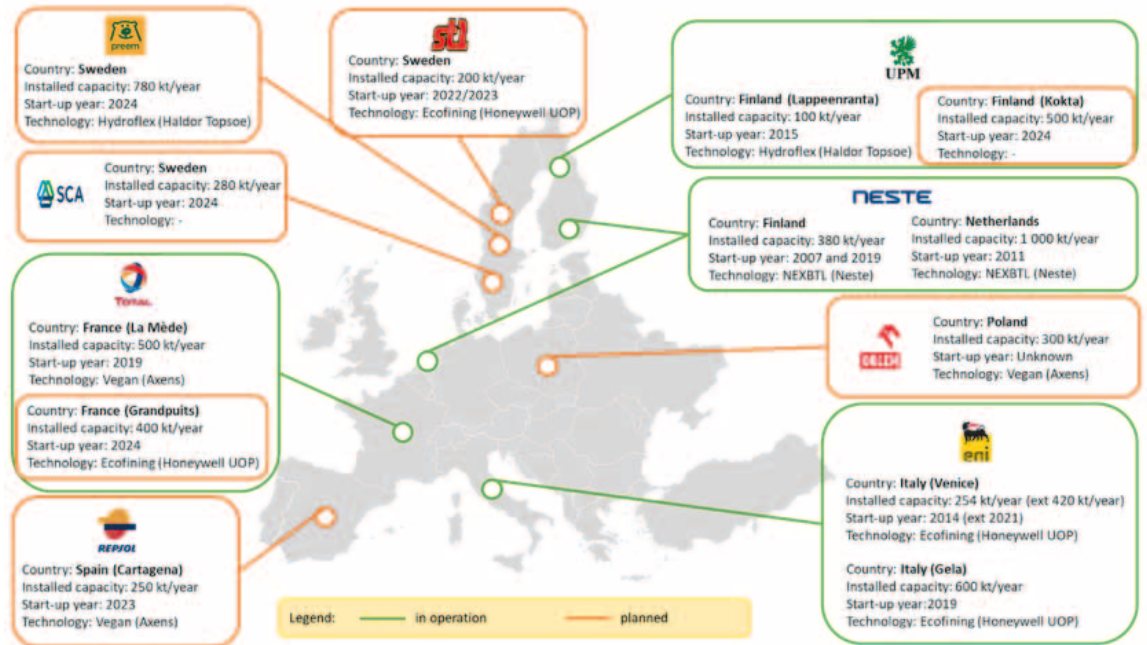 preem
Country: Sweden
Installed capacity: 780 kt/year
Start-up year: 2024
Technology: Hydroflex (Haldor Topsoe)
st1
Country: Sweden
Installed capacity: 200 kt/year
Start-up year: 2022/2023
Technology: Ecofining (Honeywell UOP)
UPM
Country: Finland (Lappeenranta)
Installed capacity: 100 kt/year
Start-up year: 2015
Technology: Hydroflex (Haldor Topsoe)
Country: Finland (Kokta)
Installed capacity: 500 kt/year
Start-up year: 2024
Technology: -
SCA
Country: Sweden
Installed capacity: 280 kt/year
Start-up year: 2024
Technology: -
NESTE
Country: Finland
Installed capacity: 380 kt/year
Start-up year: 2007 and 2019
Technology: NEXBTL (Neste)
Country: Netherlands
Installed capacity: 1 000 kt/year
Start-up year: 2011
Technology: NEXBTL (Neste)
TOTAL
Country: France (La Mède)
Installed capacity: 500 kt/year
Start-up year: 2019
Technology: Vegan (Axens)
Country: France (Grandpuits)
Installed capacity: 400 kt/year
Start-up year: 2024
Technology: Ecofining (Honeywell UOP)
ORLEN
Country: Poland
Installed capacity: 300 kt/year
Start-up year: Unknown
Technology: Vegan (Axens)
eni
Country: Italy (Venice)
Installed capacity: 254 kt/year (ext 420 kt/year)
Start-up year: 2014 (ext 2021)
Technology: Ecofining (Honeywell UOP)
Country: Italy (Gela)
Installed capacity: 600 kt/year
Start-up year:2019
Technology: Ecofining (Honeywell UOP)
REPSOL
Country: Spain (Cartagena)
Installed capacity: 250 kt/year
Start-up year: 2023
Technology: Vegan (Axens)
Legend: in operation planned